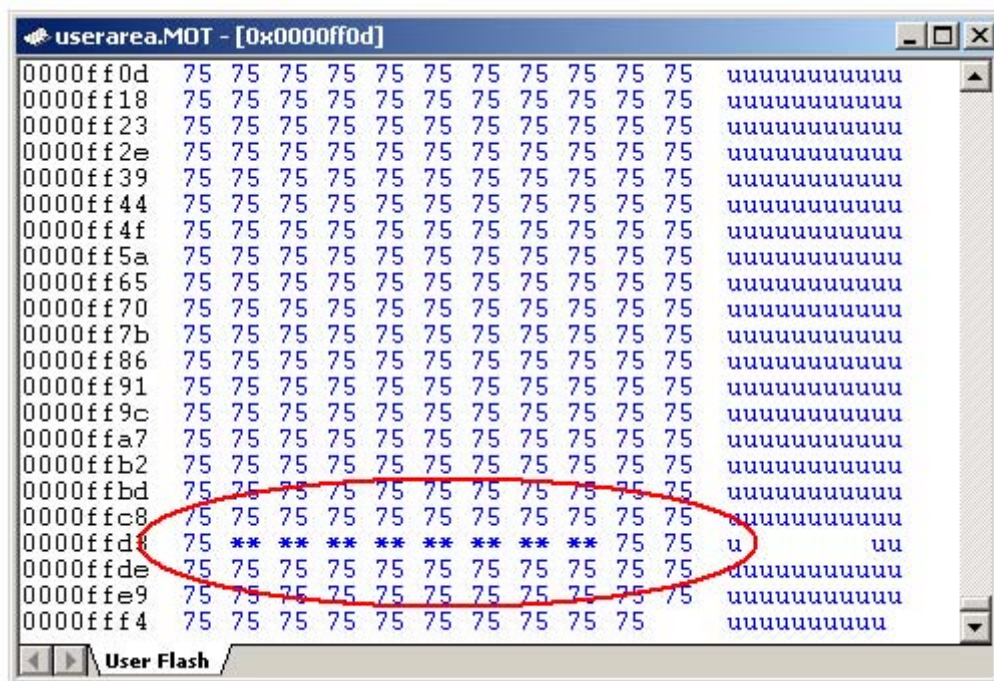 userarea.MOT - [0x0000ff0d]
0000ff0d 75 75 75 75 75 75 75 75 75 75 75 uuuuuuuuuuu
0000ff18 75 75 75 75 75 75 75 75 75 75 75 uuuuuuuuuuu
0000ff23 75 75 75 75 75 75 75 75 75 75 75 uuuuuuuuuuu
0000ff2e 75 75 75 75 75 75 75 75 75 75 75 uuuuuuuuuuu
0000ff39 75 75 75 75 75 75 75 75 75 75 75 uuuuuuuuuuu
0000ff44 75 75 75 75 75 75 75 75 75 75 75 uuuuuuuuuuu
0000ff4f 75 75 75 75 75 75 75 75 75 75 75 uuuuuuuuuuu
0000ff5a 75 75 75 75 75 75 75 75 75 75 75 uuuuuuuuuuu
0000ff65 75 75 75 75 75 75 75 75 75 75 75 uuuuuuuuuuu
0000ff70 75 75 75 75 75 75 75 75 75 75 75 uuuuuuuuuuu
0000ff7b 75 75 75 75 75 75 75 75 75 75 75 uuuuuuuuuuu
0000ff86 75 75 75 75 75 75 75 75 75 75 75 uuuuuuuuuuu
0000ff91 75 75 75 75 75 75 75 75 75 75 75 uuuuuuuuuuu
0000ff9c 75 75 75 75 75 75 75 75 75 75 75 uuuuuuuuuuu
0000ffa7 75 75 75 75 75 75 75 75 75 75 75 uuuuuuuuuuu
0000ffb2 75 75 75 75 75 75 75 75 75 75 75 uuuuuuuuuuu
0000ffbd 75 75 75 75 75 75 75 75 75 75 75 uuuuuuuuuuu
0000ffc8 75 75 75 75 75 75 75 75 75 75 75 uuuuuuuuuuu
0000ffd3 75 ** ** ** ** ** ** ** ** 75 75 u        uu
0000ffde 75 75 75 75 75 75 75 75 75 75 75 uuuuuuuuuuu
0000ffe9 75 75 75 75 75 75 75 75 75 75 75 uuuuuuuuuuu
0000fff4 75 75 75 75 75 75 75 75 75 75 uuuuuuuuuu
User Flash